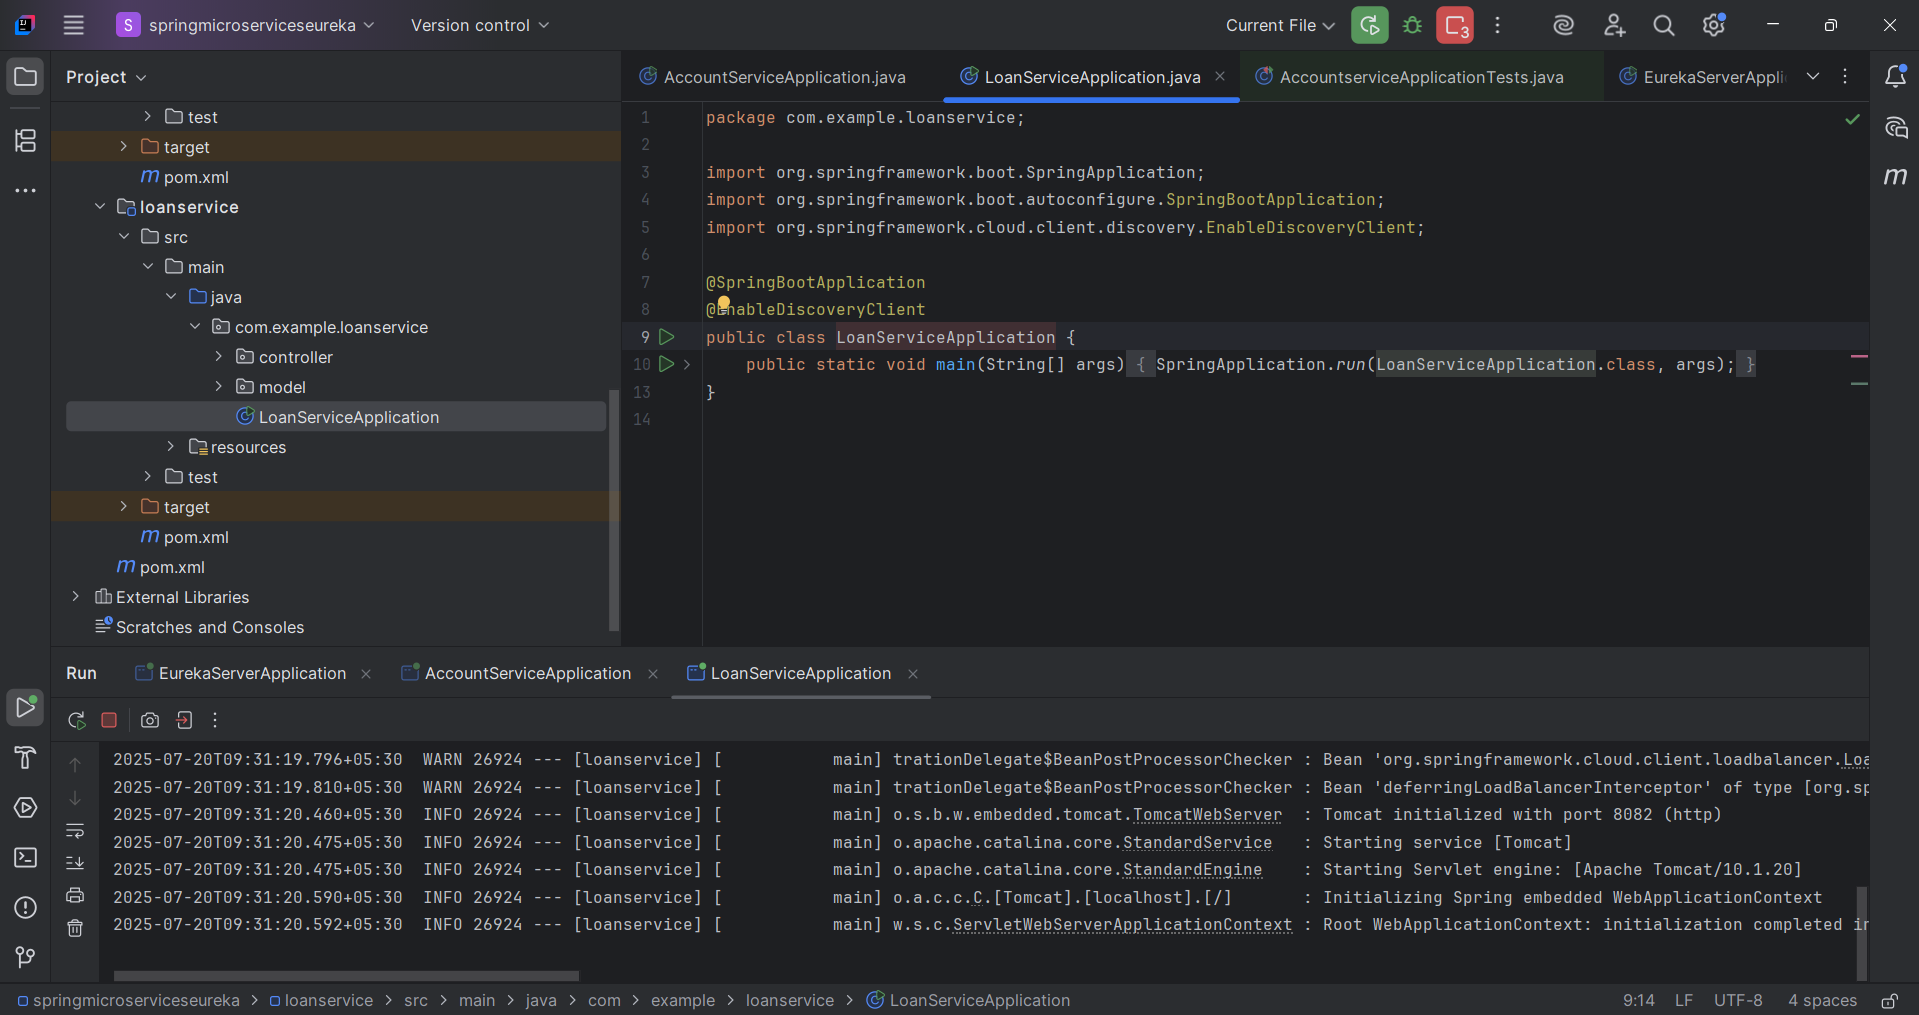 S springmicroserviceseureka Version control Current File 3
Project
AccountServiceApplication.java LoanServiceApplication.java AccountserviceApplicationTests.java EurekaServerAppli
test
target
m pom.xml
loanservice
src
main
java
com.example.loanservice
controller
model
LoanServiceApplication
resources
test
target
m pom.xml
m pom.xml
External Libraries
Scratches and Consoles
1 package com.example.loanservice;
2
3 import org.springframework.boot.SpringApplication;
4 import org.springframework.boot.autoconfigure.SpringBootApplication;
5 import org.springframework.cloud.client.discovery.EnableDiscoveryClient;
6
7 @SpringBootApplication
8 @EnableDiscoveryClient
9 public class LoanServiceApplication {
10 public static void main(String[] args) { SpringApplication.run(LoanServiceApplication.class, args); }
13 }
14
m
Run EurekaServerApplication AccountServiceApplication LoanServiceApplication
2025-07-20T09:31:19.796+05:30 WARN 26924 --- [loanservice] [ main] trationDelegate$BeanPostProcessorChecker : Bean 'org.springframework.cloud.client.loadbalancer.Loa
2025-07-20T09:31:19.810+05:30 WARN 26924 --- [loanservice] [ main] trationDelegate$BeanPostProcessorChecker : Bean 'deferringLoadBalancerInterceptor' of type [org.sp
2025-07-20T09:31:20.460+05:30 INFO 26924 --- [loanservice] [ main] o.s.b.w.embedded.tomcat.TomcatWebServer : Tomcat initialized with port 8082 (http)
2025-07-20T09:31:20.475+05:30 INFO 26924 --- [loanservice] [ main] o.apache.catalina.core.StandardService : Starting service [Tomcat]
2025-07-20T09:31:20.475+05:30 INFO 26924 --- [loanservice] [ main] o.apache.catalina.core.StandardEngine : Starting Servlet engine: [Apache Tomcat/10.1.20]
2025-07-20T09:31:20.590+05:30 INFO 26924 --- [loanservice] [ main] o.a.c.c.C.[Tomcat].[localhost].[/] : Initializing Spring embedded WebApplicationContext
2025-07-20T09:31:20.592+05:30 INFO 26924 --- [loanservice] [ main] w.s.c.ServletWebServerApplicationContext : Root WebApplicationContext: initialization completed in
springmicroserviceseureka > loanservice > src > main > java > com > example > loanservice > LoanServiceApplication 9:14 LF UTF-8 4 spaces